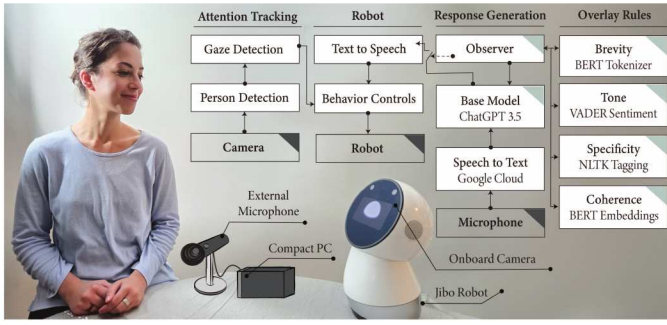 Attention Tracking
Robot
Response Generation
Overlay Rules
Gaze Detection
Text to Speech
Observer
Brevity
BERT Tokenizer
Person Detection
Behavior Controls
Base Model
ChatGPT 3.5
Tone
VADER Sentiment
Camera
Robot
Speech to Text
Google Cloud
Specificity
NLTK Tagging
Microphone
Coherence
BERT Embeddings
External
Microphone
Compact PC
Onboard Camera
Jibo Robot